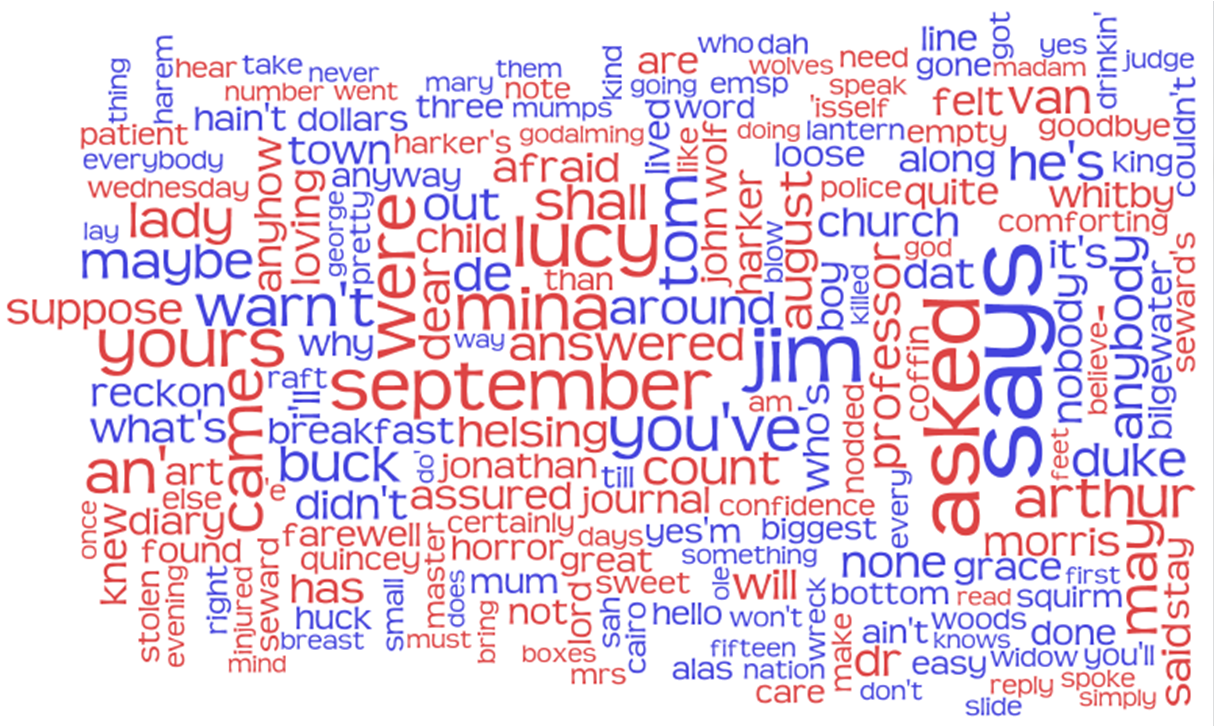 thing
harem
hear
take
never
number
went
mary
them
note
kind
are
who
dah
wolves
need
line
got
yes
gone
madam
drinkin'
judge
couldn't
going
emsp
speak
patient
hain't
dollars
three
mumps
lived
word
'isself
felt
van
goodbye
everybody
town
harker's
godalming
like
doing
lantern
empty
wednesday
anyhow
loving
anyway
afraid
john
wolf
loose
along
he's
king
lay
lady
george
pretty
out
shall
tom
harker
august
police
quite
whitby
maybe
were
child
lucy
blow
church
comforting
dear
de
than
boy
killed
god
dat
it's
suppose
warn't
mina
around
professor
says
nobody
anybody
bilgewater
seward's
yours
why
way
answered
jim
coffin
asked
believe-
reckon
raft
i'll
september
am
who's
nodded
what's
came
breakfast
helsing
you've
feet
duke
an'
art
buck
do'
jonathan
till
count
else
'e
didn't
assured
journal
confidence
every
arthur
once
knew
diary
farewell
certainly
days
yes'm
biggest
morris
may
found
quincey
master
horror
great
something
none
grace
first
stolen
evening
right
injured
seward
has
small
does
mum
sweet
ole
will
wreck
bottom
read
squirm
said
stay
huck
bring
not
lord
sah
cairo
hello
won't
make
ain't
woods
knows
done
breast
must
mind
boxes
mrs
fifteen
alas
nation
dr
easy
widow
you'll
care
don't
reply
spoke
simply
slide